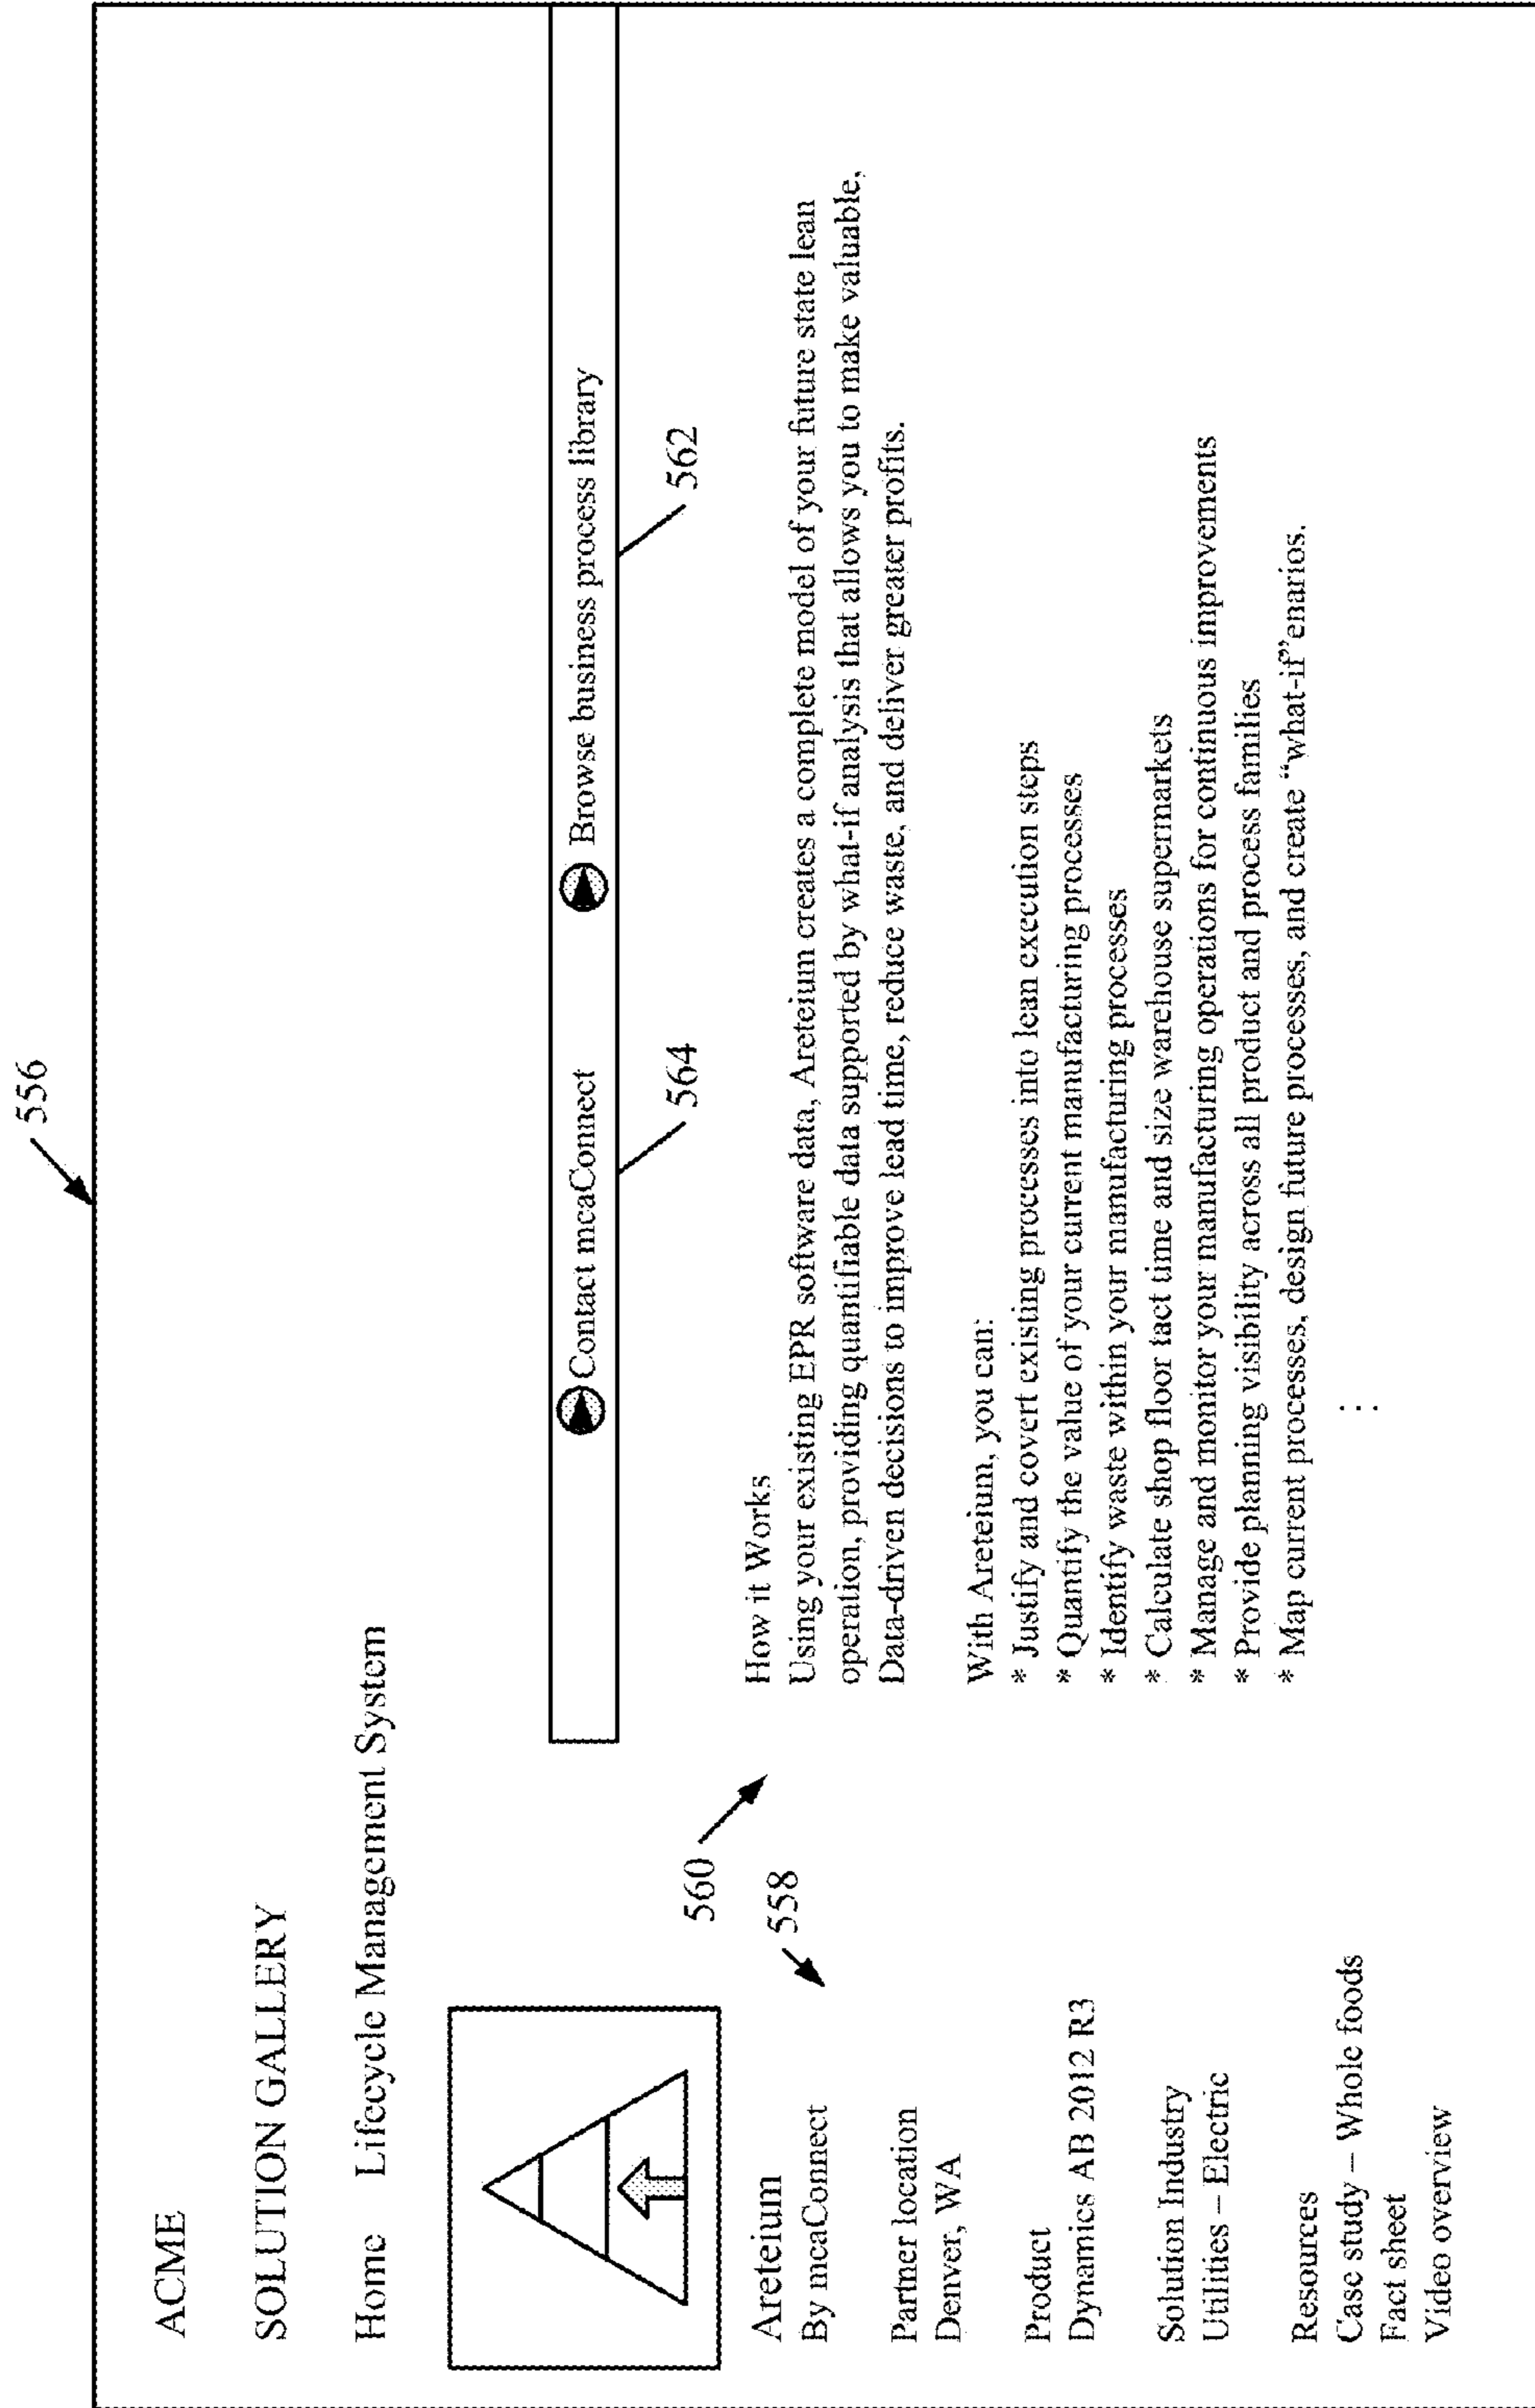 556
ACME
SOLUTION GALLERY
Home Lifecycle Management System
Contact mcaConnect Browse business process library
564
562
560
558
Areteium
By mcaConnect
Partner location
Denver, WA
Product
Dynamics AB 2012 R3
Solution Industry
Utilities – Electric
Resources
Case study – Whole foods
Fact sheet
Video overview
How it Works
Using your existing EPR software data, Areteium creates a complete model of your future state lean
operation, providing quantifiable data supported by what-if analysis that allows you to make valuable,
Data-driven decisions to improve lead time, reduce waste, and deliver greater profits.
With Areteium, you can:
* Justify and covert existing processes into lean execution steps
* Quantify the value of your current manufacturing processes
* Identify waste within your manufacturing processes
* Calculate shop floor tact time and size warehouse supermarkets
* Manage and monitor your manufacturing operations for continuous improvements
* Provide planning visibility across all product and process families
* Map current processes, design future processes, and create “what-if”enarios.
...